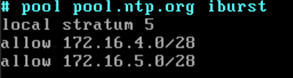 # pool pool.ntp.org iburst
local stratum 5
allow 172.16.4.0/28
allow 172.16.5.0/28